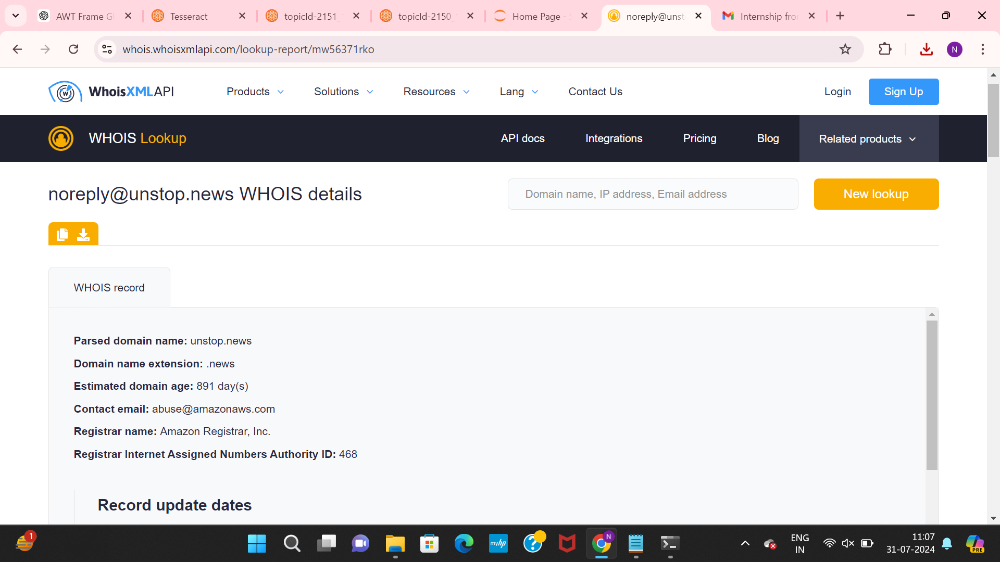 AWT Frame G
Tesseract
topicId-2151_
topicId-2150_
Home Page -
noreply@unst
Internship fro
whois.whoisxmlapi.com/lookup-report/mw56371rko
N
WhoisXMLAPI
Products
Solutions
Resources
Lang
Contact Us
Login
Sign Up
WHOIS Lookup
API docs
Integrations
Pricing
Blog
Related products
noreply@unstop.news WHOIS details
Domain name, IP address, Email address
New lookup
WHOIS record
Parsed domain name: unstop.news
Domain name extension: .news
Estimated domain age: 891 day(s)
Contact email: abuse@amazonaws.com
Registrar name: Amazon Registrar, Inc.
Registrar Internet Assigned Numbers Authority ID: 468
Record update dates
1
myhp
N
ENG
IN
11:07
31-07-2024
PRE